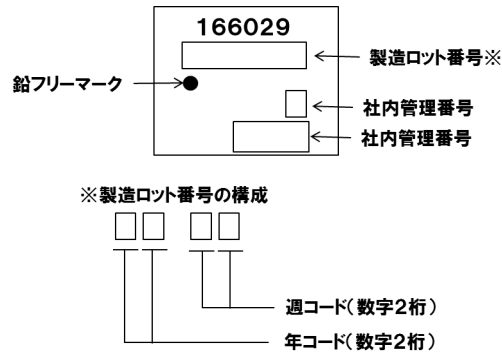 166029
製造ロット番号※
鉛フリーマーク
社内管理番号
社内管理番号
※製造ロット番号の構成
週コード(数字2桁)
年コード(数字2桁)